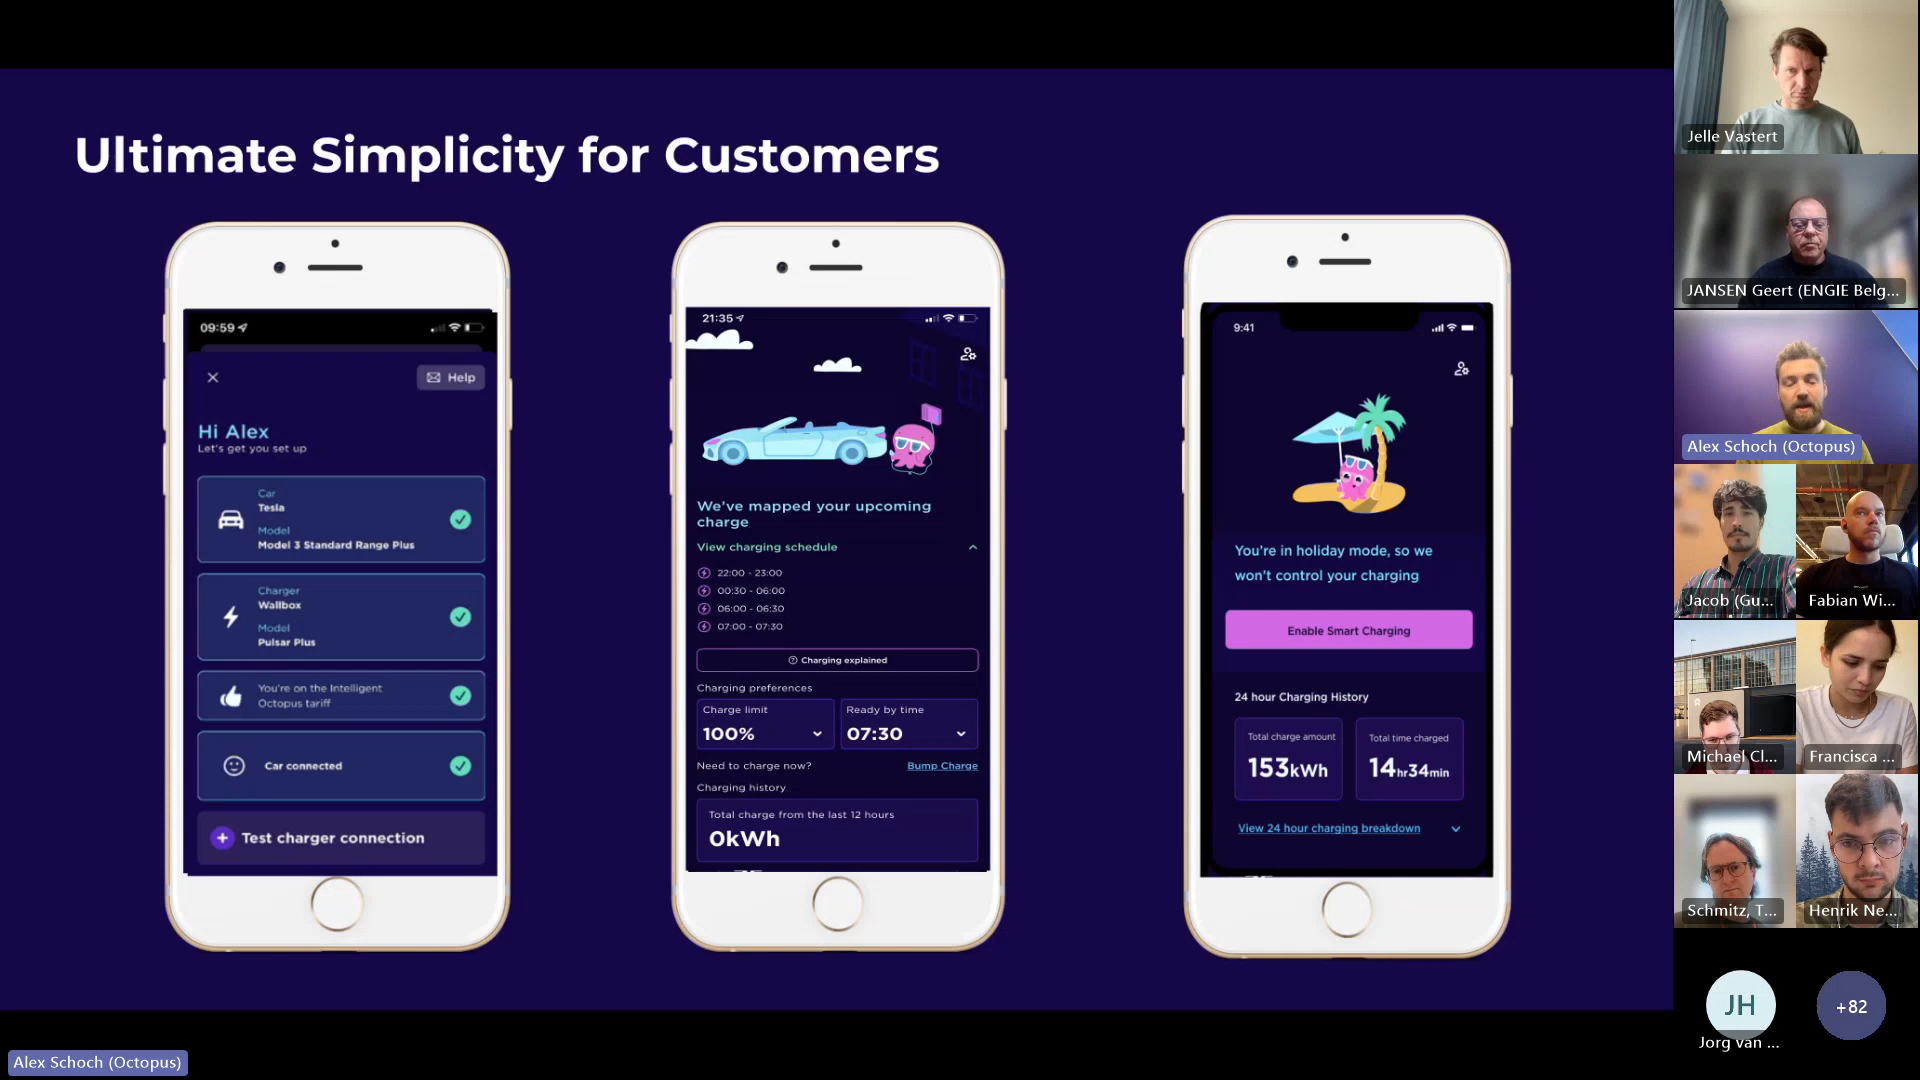 Ultimate Simplicity for Customers
09:59
Help
Hi Alex
Let's get you set up
Car
Tesla
Model
Model 3 Standard Range Plus
Charger
Wallbox
Model
Pulsar Plus
You're on the Intelligent
Octopus tariff
Car connected
Test charger connection
21:35
We've mapped your upcoming
charge
View charging schedule
22:00 - 23:00
00:30 - 06:00
06:00 - 06:30
07:00 - 07:30
Charging explained
Charging preferences
Charge limit
100%
Ready by time
07:30
Need to charge now?
Bump Charge
Charging history
Total charge from the last 12 hours
0kWh
9:41
You're in holiday mode, so we
won't control your charging
Enable Smart Charging
24 hour Charging History
Total charge amount
153kWh
Total time charged
14hr34min
View 24 hour charging breakdown
Alex Schoch (Octopus)
Jelle Vastert
JANSEN Geert (ENGIE Belg...
Alex Schoch (Octopus)
Jacob (Gu...
Fabian Wi...
Michael Cl...
Francisca ...
Schmitz, T...
Henrik Ne...
JH
Jorg van ...
+82